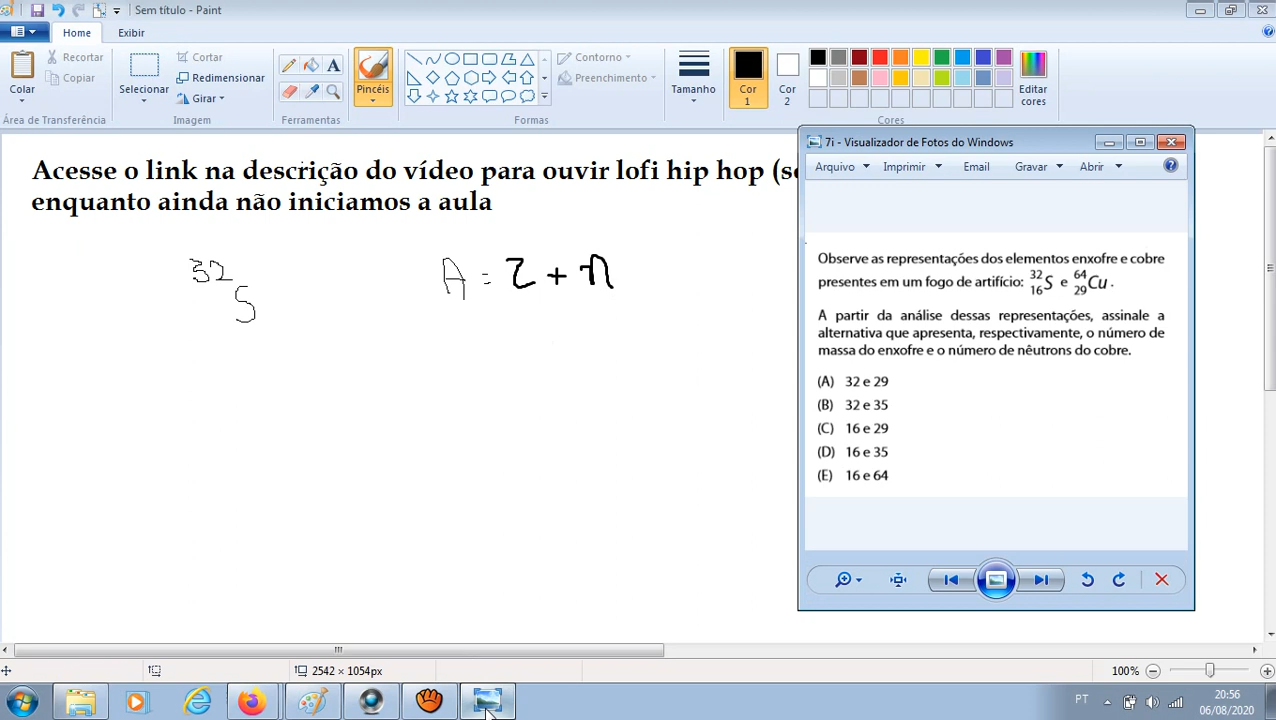 Sem título - Paint
Home
Exibir
Colar
Recortar
Copiar
Área de Transferência
Selecionar
Cortar
Redimensionar
Girar
Imagem
A
Ferramentas
Pincéis
Contorno
Preenchimento
Formas
Tamanho
Cor
1
Cor
2
Editar
cores
Cores
Acesse o link na descrição do vídeo para ouvir lofi hip hop (
enquanto ainda não iniciamos a aula
32
S
A = Z + n
7i - Visualizador de Fotos do Windows
Arquivo Imprimir Email Gravar Abrir
Observe as representações dos elementos enxofre e cobre
presentes em um fogo de artifício: ³²₁₆S e ⁶⁴₂₉Cu .
A partir da análise dessas representações, assinale a
alternativa que apresenta, respectivamente, o número de
massa do enxofre e o número de nêutrons do cobre.
(A) 32 e 29
(B) 32 e 35
(C) 16 e 29
(D) 16 e 35
(E) 16 e 64
2542 × 1054px
100%
PT
20:56
06/08/2020